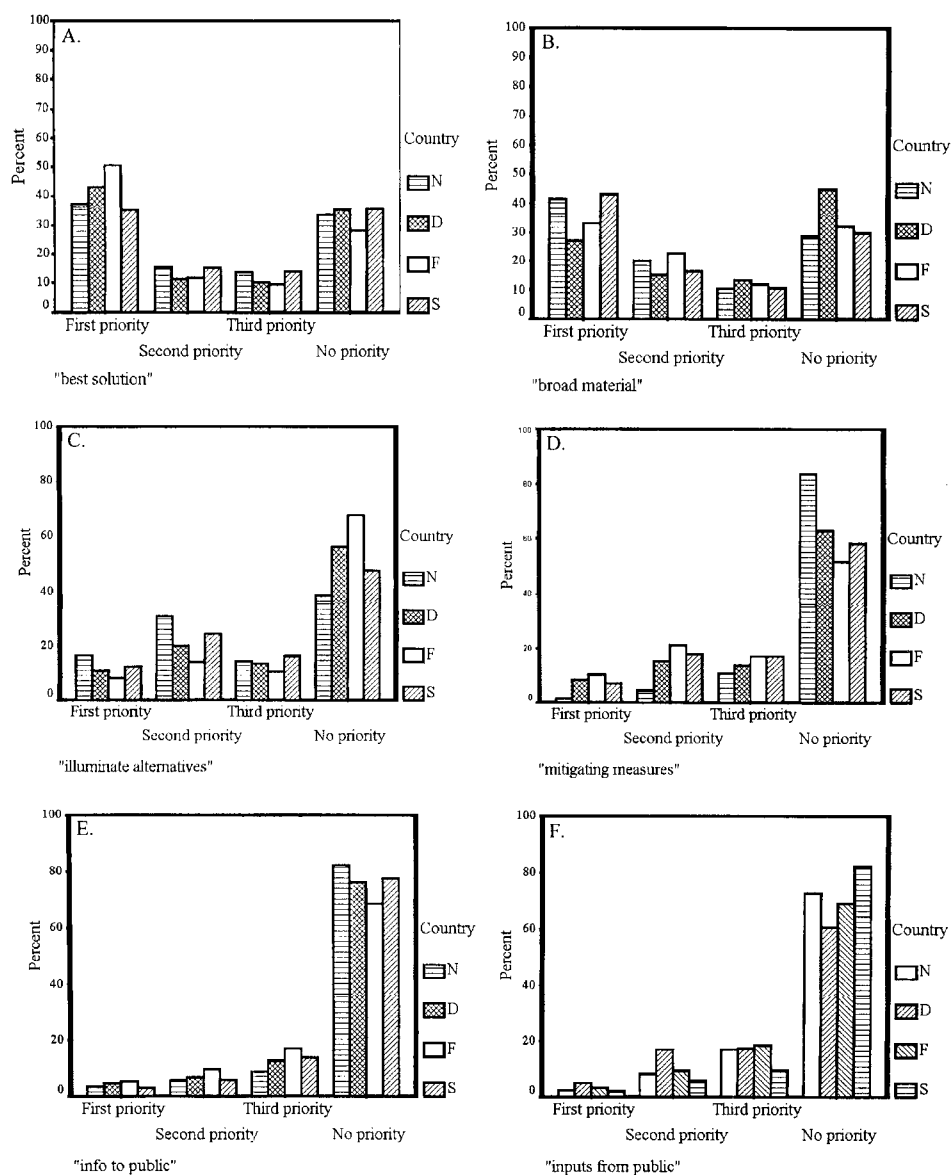 A.
100
90
80
70
60
50
40
30
20
10
0
Percent
Country
N
D
F
S
First priority
Second priority
Third priority
No priority
"best solution"
B.
100
90
80
70
60
50
40
30
20
10
0
Percent
Country
N
D
F
S
First priority
Second priority
Third priority
No priority
"broad material"
C.
100
80
60
40
20
0
Percent
Country
N
D
F
S
First priority
Second priority
Third priority
No priority
"illuminate alternatives"
D.
100
80
60
40
20
0
Percent
Country
N
D
F
S
First priority
Second priority
Third priority
No priority
"mitigating measures"
E.
100
80
60
40
20
0
Percent
Country
N
D
F
S
First priority
Second priority
Third priority
No priority
"info to public"
F.
100
80
60
40
20
0
Percent
Country
N
D
F
S
First priority
Second priority
Third priority
No priority
"inputs from public"